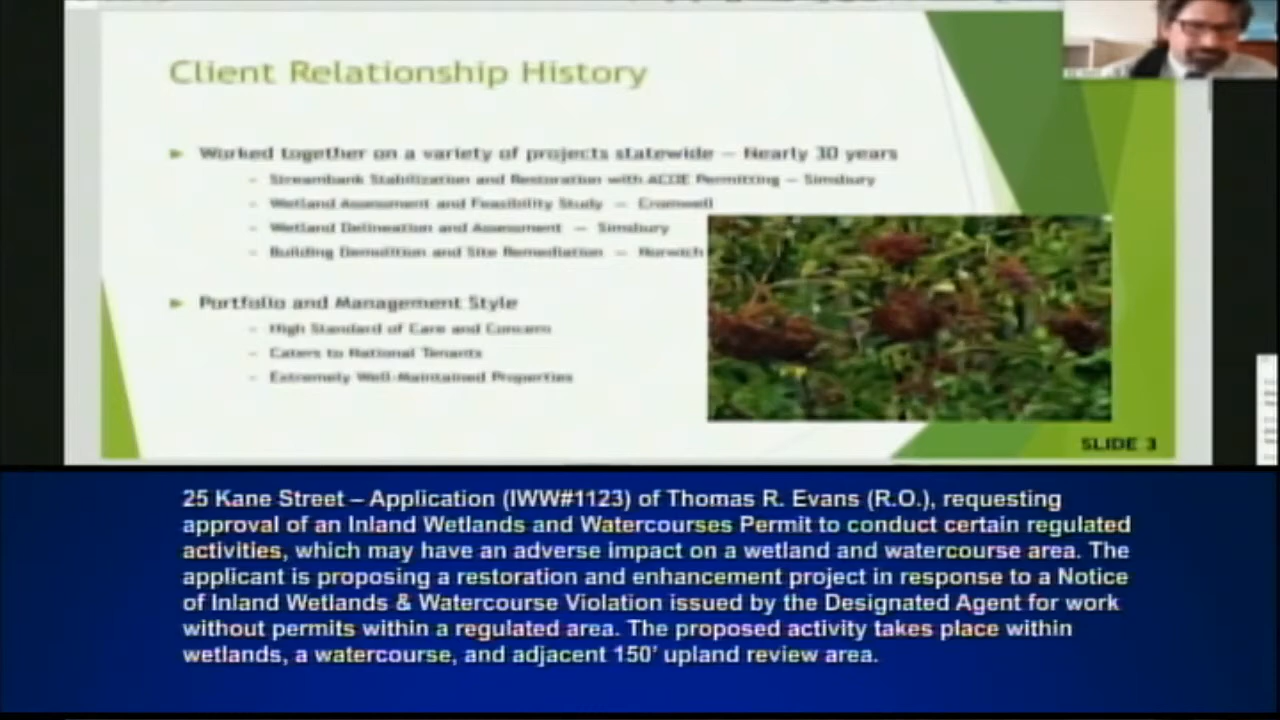 Client Relationship History
► Worked together on a variety of projects statewide – Nearly 30 years
– Streambank Stabilization and Restoration with ACOE Permitting – Simsbury
– Wetland Assessment and Feasibility Study – Cromwell
– Wetland Delineation and Assessment – Simsbury
– Building Demolition and Site Remediation – Norwich
► Portfolio and Management Style
– High Standard of Care and Concern
– Caters to National Tenants
– Extremely Well-Maintained Properties
SLIDE 3
25 Kane Street – Application (IWW#1123) of Thomas R. Evans (R.O.), requesting
approval of an Inland Wetlands and Watercourses Permit to conduct certain regulated
activities, which may have an adverse impact on a wetland and watercourse area. The
applicant is proposing a restoration and enhancement project in response to a Notice
of Inland Wetlands & Watercourse Violation issued by the Designated Agent for work
without permits within a regulated area. The proposed activity takes place within
wetlands, a watercourse, and adjacent 150' upland review area.